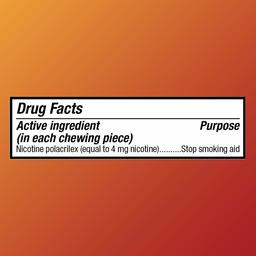 Drug Facts
Active ingredient Purpose
(in each chewing piece)
Nicotine polacrilex (equal to 4 mg nicotine)..........Stop smoking aid